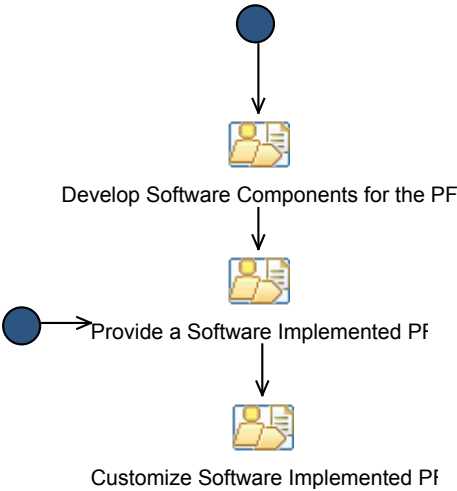 Develop Software Components for the PF
Provide a Software Implemented PF
Customize Software Implemented PF